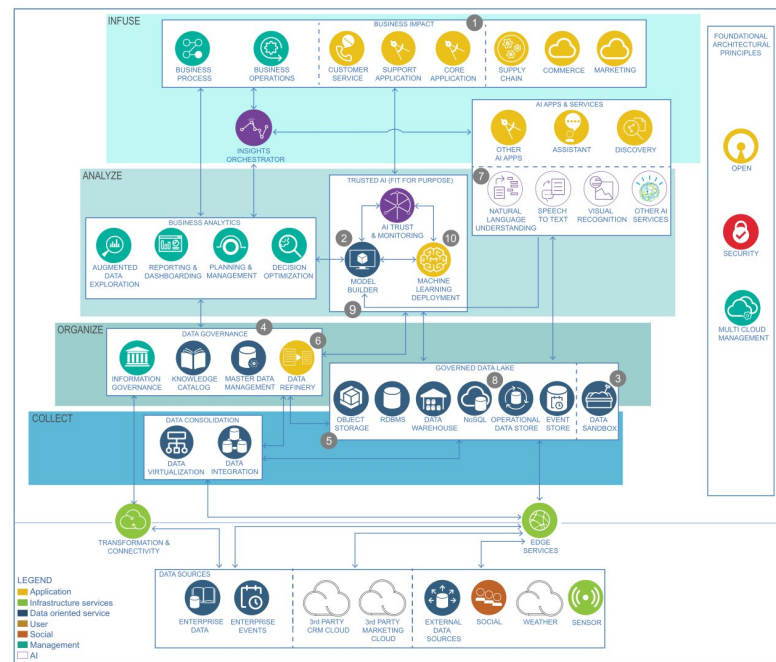 INFUSE
BUSINESS IMPACT
1
BUSINESS
PROCESS
BUSINESS
OPERATIONS
CUSTOMER
SERVICE
SUPPORT
APPLICATION
CORE
APPLICATION
SUPPLY
CHAIN
COMMERCE
MARKETING
INSIGHTS
ORCHESTRATOR
AI APPS & SERVICES
OTHER
AI APPS
ASSISTANT
DISCOVERY
7
NATURAL
LANGUAGE
UNDERSTANDING
SPEECH
TO TEXT
VISUAL
RECOGNITION
OTHER AI
SERVICES
ANALYZE
TRUSTED AI (FIT FOR PURPOSE)
AI TRUST
& MONITORING
2
10
MODEL
BUILDER
MACHINE
LEARNING
DEPLOYMENT
9
BUSINESS ANALYTICS
AUGMENTED
DATA
EXPLORATION
REPORTING &
DASHBOARDING
PLANNING &
MANAGEMENT
DECISION
OPTIMIZATION
ORGANIZE
DATA GOVERNANCE
4
6
INFORMATION
GOVERNANCE
KNOWLEDGE
CATALOG
MASTER DATA
MANAGEMENT
DATA
REFINERY
GOVERNED DATA LAKE
8
3
OBJECT
STORAGE
RDBMS
DATA
WAREHOUSE
NoSQL
OPERATIONAL
DATA STORE
EVENT
STORE
DATA
SANDBOX
5
COLLECT
DATA CONSOLIDATION
DATA
VIRTUALIZATION
DATA
INTEGRATION
TRANSFORMATION &
CONNECTIVITY
EDGE
SERVICES
DATA SOURCES
ENTERPRISE
DATA
ENTERPRISE
EVENTS
3rd PARTY
CRM CLOUD
3rd PARTY
MARKETING
CLOUD
EXTERNAL
DATA
SOURCES
SOCIAL
WEATHER
SENSOR
LEGEND
Application
Infrastructure services
Data oriented service
User
Social
Management
AI
FOUNDATIONAL
ARCHITECTURAL
PRINCIPLES
OPEN
SECURITY
MULTI CLOUD
MANAGEMENT